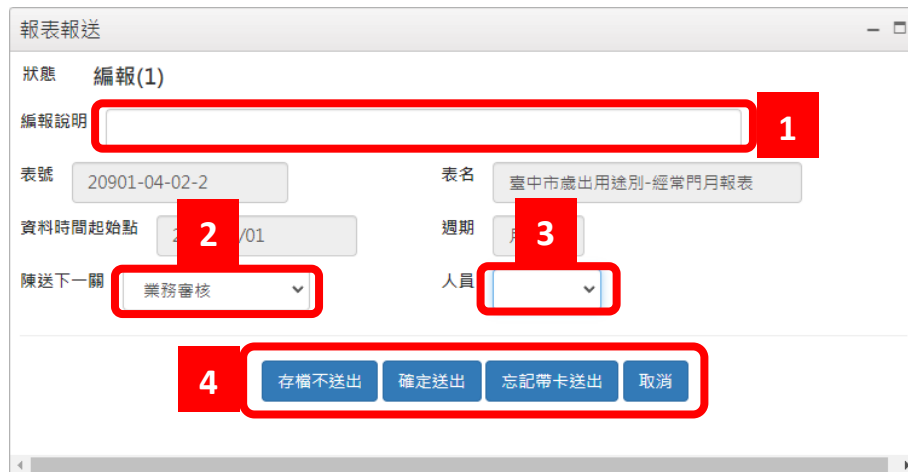 報表報送
狀態 編報(1)
編報說明
1
表號 20901-04-02-2 表名 臺中市歲出用途別-經常門月報表
資料時間起始點 2 /01 週期 3
陳送下一關 業務審核 人員
4 存檔不送出 確定送出 忘記帶卡送出 取消